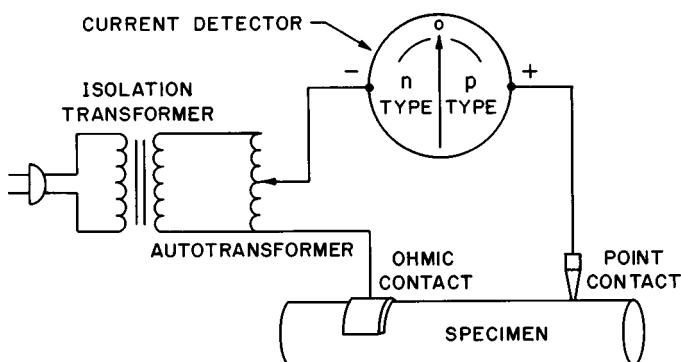 CURRENT DETECTOR
O
− +
n p
TYPE TYPE
ISOLATION
TRANSFORMER
AUTOTRANSFORMER
OHMIC
CONTACT
POINT
CONTACT
SPECIMEN